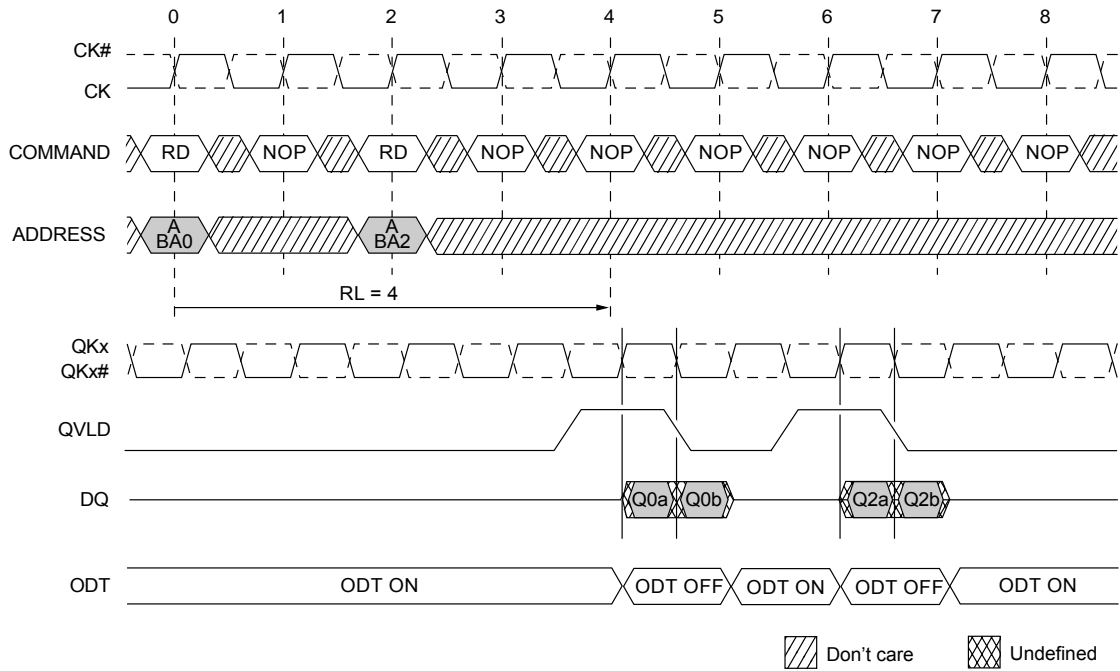 0 1 2 3 4 5 6 7 8
CK#
CK
COMMAND RD NOP RD NOP NOP NOP NOP NOP NOP
ADDRESS A BA0 A BA2
RL = 4
QKx
QKx#
QVLD
DQ Q0a Q0b Q2a Q2b
ODT ODT ON ODT OFF ODT ON ODT OFF ODT ON
Don't care Undefined